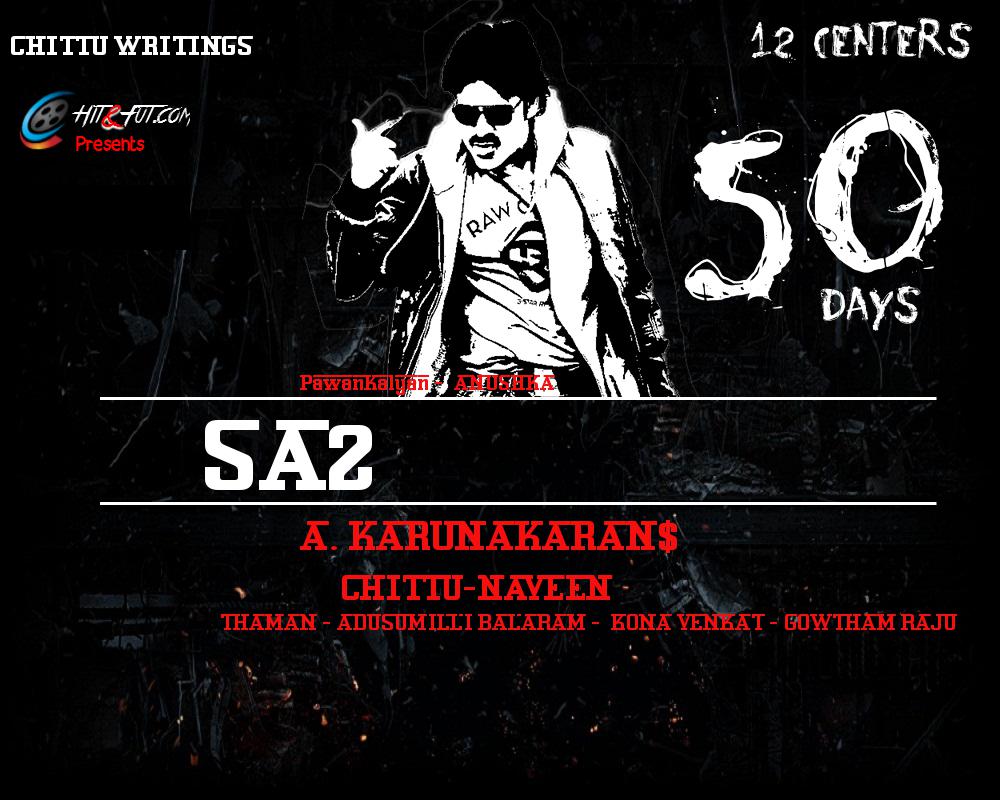 CHITTU WRITINGS
12 CENTERS
HIT&FUT.COM
Presents
50
DAYS
RAW
PawanKalyan - ANUSHKA
SA2
A. KARUNAKARAN$
CHITTU-NAVEEN
THAMAN - ADUSUMILLI BALARAM - KONA VENKAT - GOWTHAM RAJU